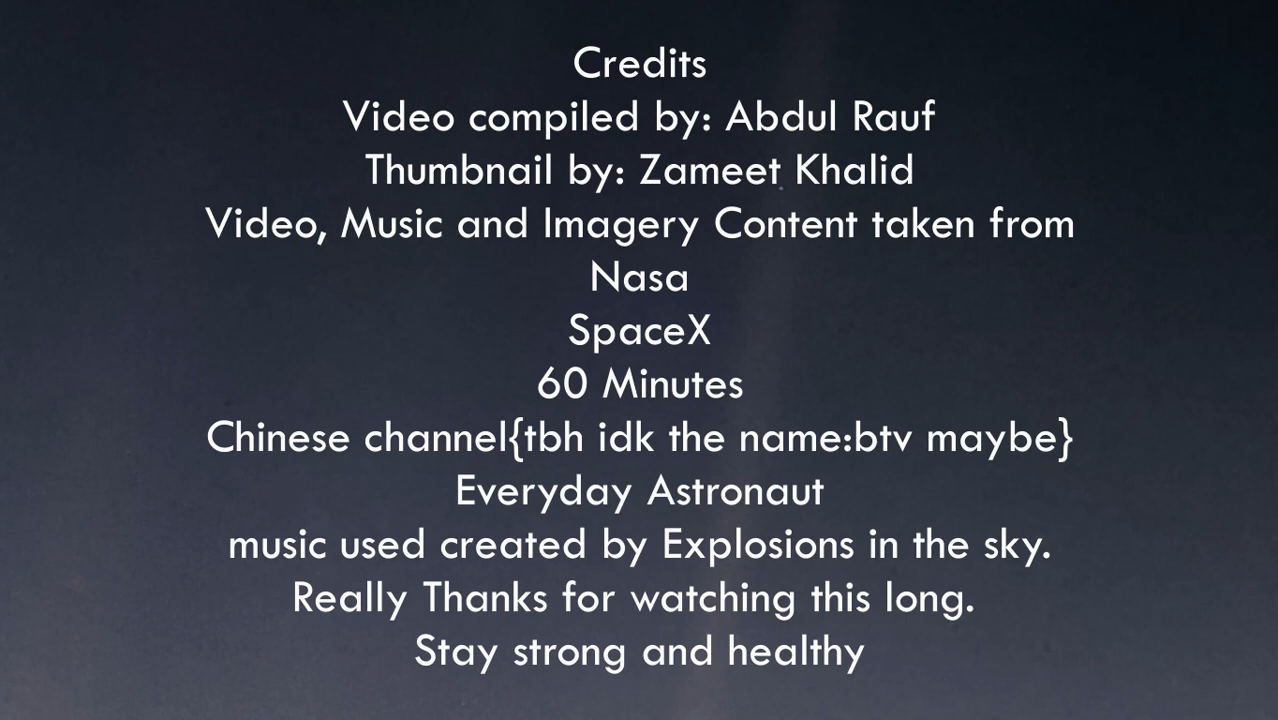 Credits
Video compiled by: Abdul Rauf
Thumbnail by: Zameet Khalid
Video, Music and Imagery Content taken from
Nasa
SpaceX
60 Minutes
Chinese channel{tbh idk the name:btv maybe}
Everyday Astronaut
music used created by Explosions in the sky.
Really Thanks for watching this long.
Stay strong and healthy